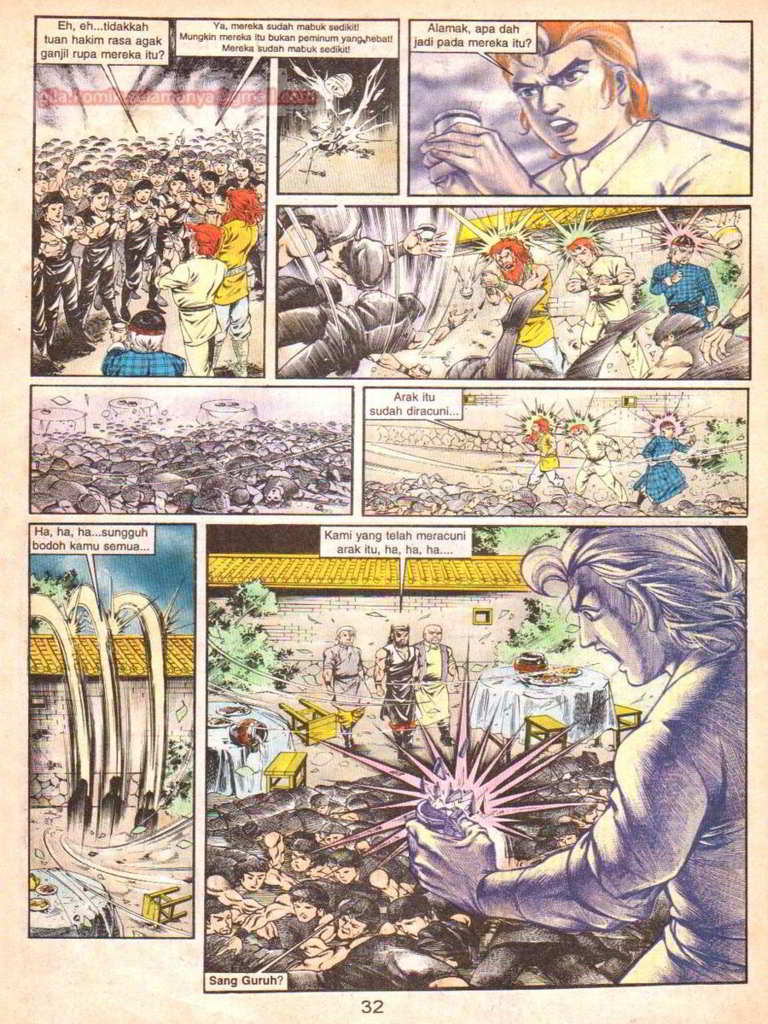 Eh, eh...tidakkah
tuan hakim rasa agak
ganjil rupa mereka itu?
Ya, mereka sudah mabuk sedikit!
Mungkin mereka itu bukan peminum yang hebat!
Mereka sudah mabuk sedikit!
Alamak, apa dah
jadi pada mereka itu?
Arak itu
sudah diracuni...
Ha, ha, ha...sungguh
bodoh kamu semua...
Kami yang telah meracuni
arak itu, ha, ha, ha....
Sang Guruh?
32